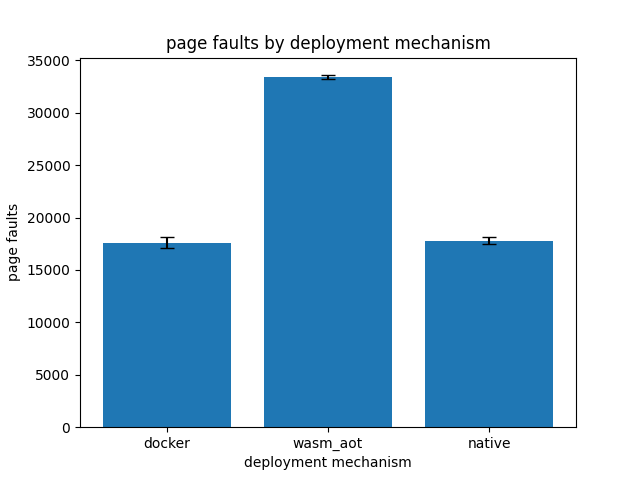 page faults by deployment mechanism
35000
30000
25000
20000
15000
10000
5000
0
page faults
docker
wasm_aot
native
deployment mechanism